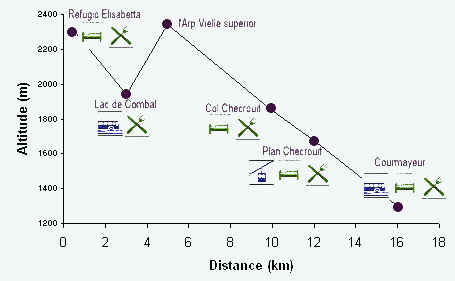 Refugio Elisabetta
l'Arp Vielle superior
Lac de Combal
Col Checrouit
Plan Checrouit
Courmayeur
Altitude (m)
2400
2200
2000
1800
1600
1400
1200
0 2 4 6 8 10 12 14 16 18
Distance (km)